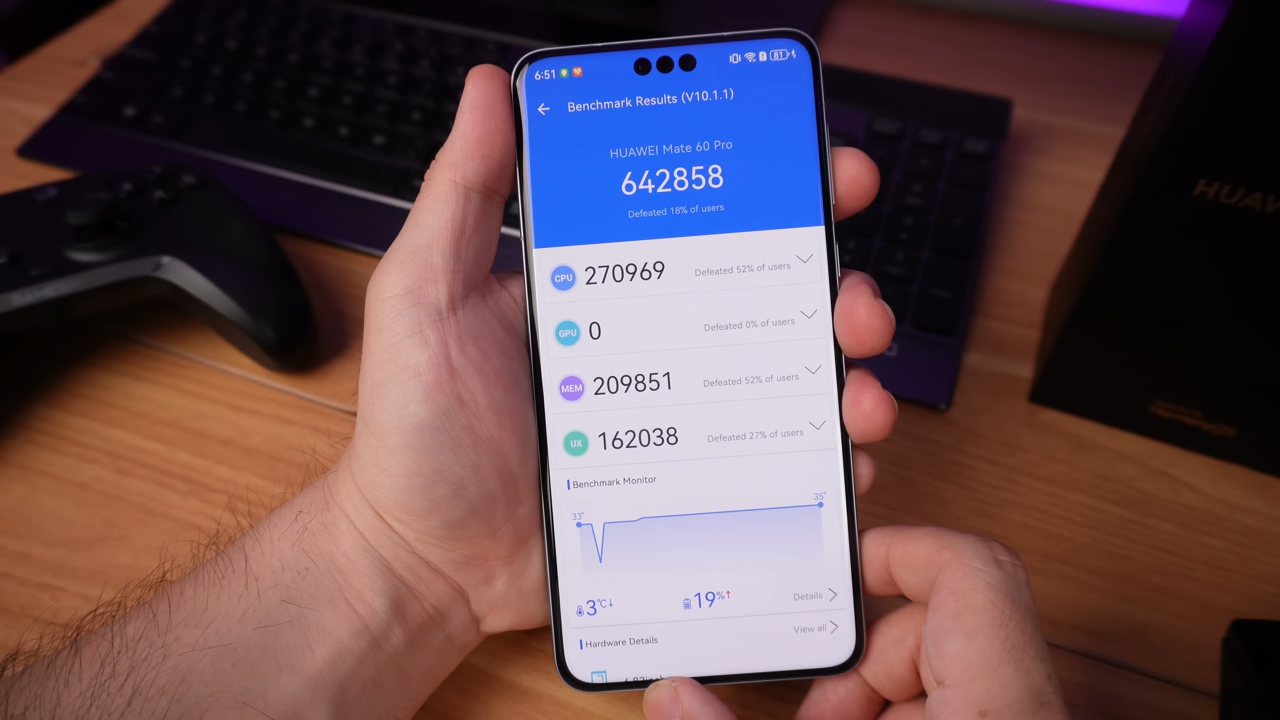 6:51
81
Benchmark Results (V10.1.1)
HUAWEI Mate 60 Pro
642858
Defeated 18% of users
CPU 270969 Defeated 52% of users
GPU 0 Defeated 0% of users
MEM 209851 Defeated 52% of users
UX 162038 Defeated 27% of users
Benchmark Monitor
33°
35°
3°C↓ 19%↑ Details
Hardware Details View all
HUAW